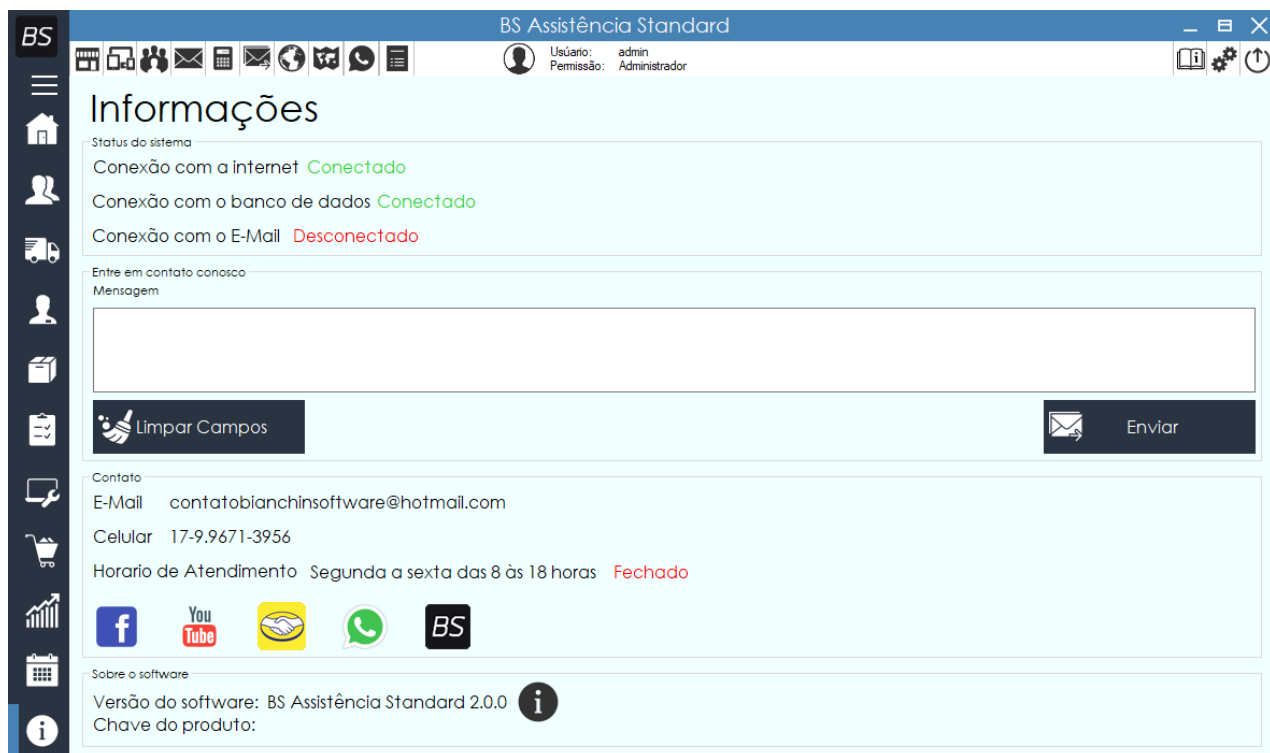 BS
BS Assistência Standard
Usúario: admin
Permissão: Administrador
Informações
Status do sistema
Conexão com a internet Conectado
Conexão com o banco de dados Conectado
Conexão com o E-Mail Desconectado
Entre em contato conosco
Mensagem
Limpar Campos
Enviar
Contato
E-Mail contatobianchinsoftware@hotmail.com
Celular 17-9.9671-3956
Horario de Atendimento Segunda a sexta das 8 às 18 horas Fechado
f
You
Tube
BS
Sobre o software
Versão do software: BS Assistência Standard 2.0.0
Chave do produto: